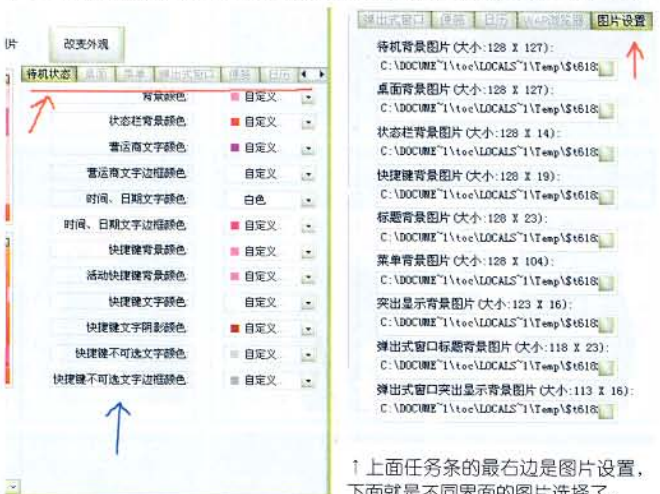 片
改变外观
待机状态 桌面 菜单 弹出式窗口 便笺 日历
背景颜色 自定义
状态栏背景颜色 自定义
营运商文字颜色 自定义
营运商文字边框颜色 自定义
时间、日期文字颜色 白色
时间、日期文字边框颜色 自定义
快捷键背景颜色 自定义
活动快捷键背景颜色 自定义
快捷键文字颜色 自定义
快捷键文字阴影颜色 自定义
快捷键不可选文字颜色 自定义
快捷键不可选文字边框颜色 自定义
弹出式窗口 便笺 日历 WAP浏览器 图片设置
待机背景图片(大小:128 X 127):
C:\DOCUME~1\toc\LOCALS~1\Temp\$t618
桌面背景图片(大小:128 X 127):
C:\DOCUME~1\toc\LOCALS~1\Temp\$t618
状态栏背景图片(大小:128 X 14):
C:\DOCUME~1\toc\LOCALS~1\Temp\$t618
快捷键背景图片(大小:128 X 19):
C:\DOCUME~1\toc\LOCALS~1\Temp\$t618
标题背景图片(大小:128 X 23):
C:\DOCUME~1\toc\LOCALS~1\Temp\$t618
菜单背景图片(大小:128 X 104):
C:\DOCUME~1\toc\LOCALS~1\Temp\$t618
突出显示背景图片(大小:123 X 16):
C:\DOCUME~1\toc\LOCALS~1\Temp\$t618
弹出式窗口标题背景图片(大小:118 X 23):
C:\DOCUME~1\toc\LOCALS~1\Temp\$t618
弹出式窗口突出显示背景图片(大小:113 X 16):
C:\DOCUME~1\toc\LOCALS~1\Temp\$t618
↑上面任务条的最右边是图片设置，
下面就是不同界面的图片选择了